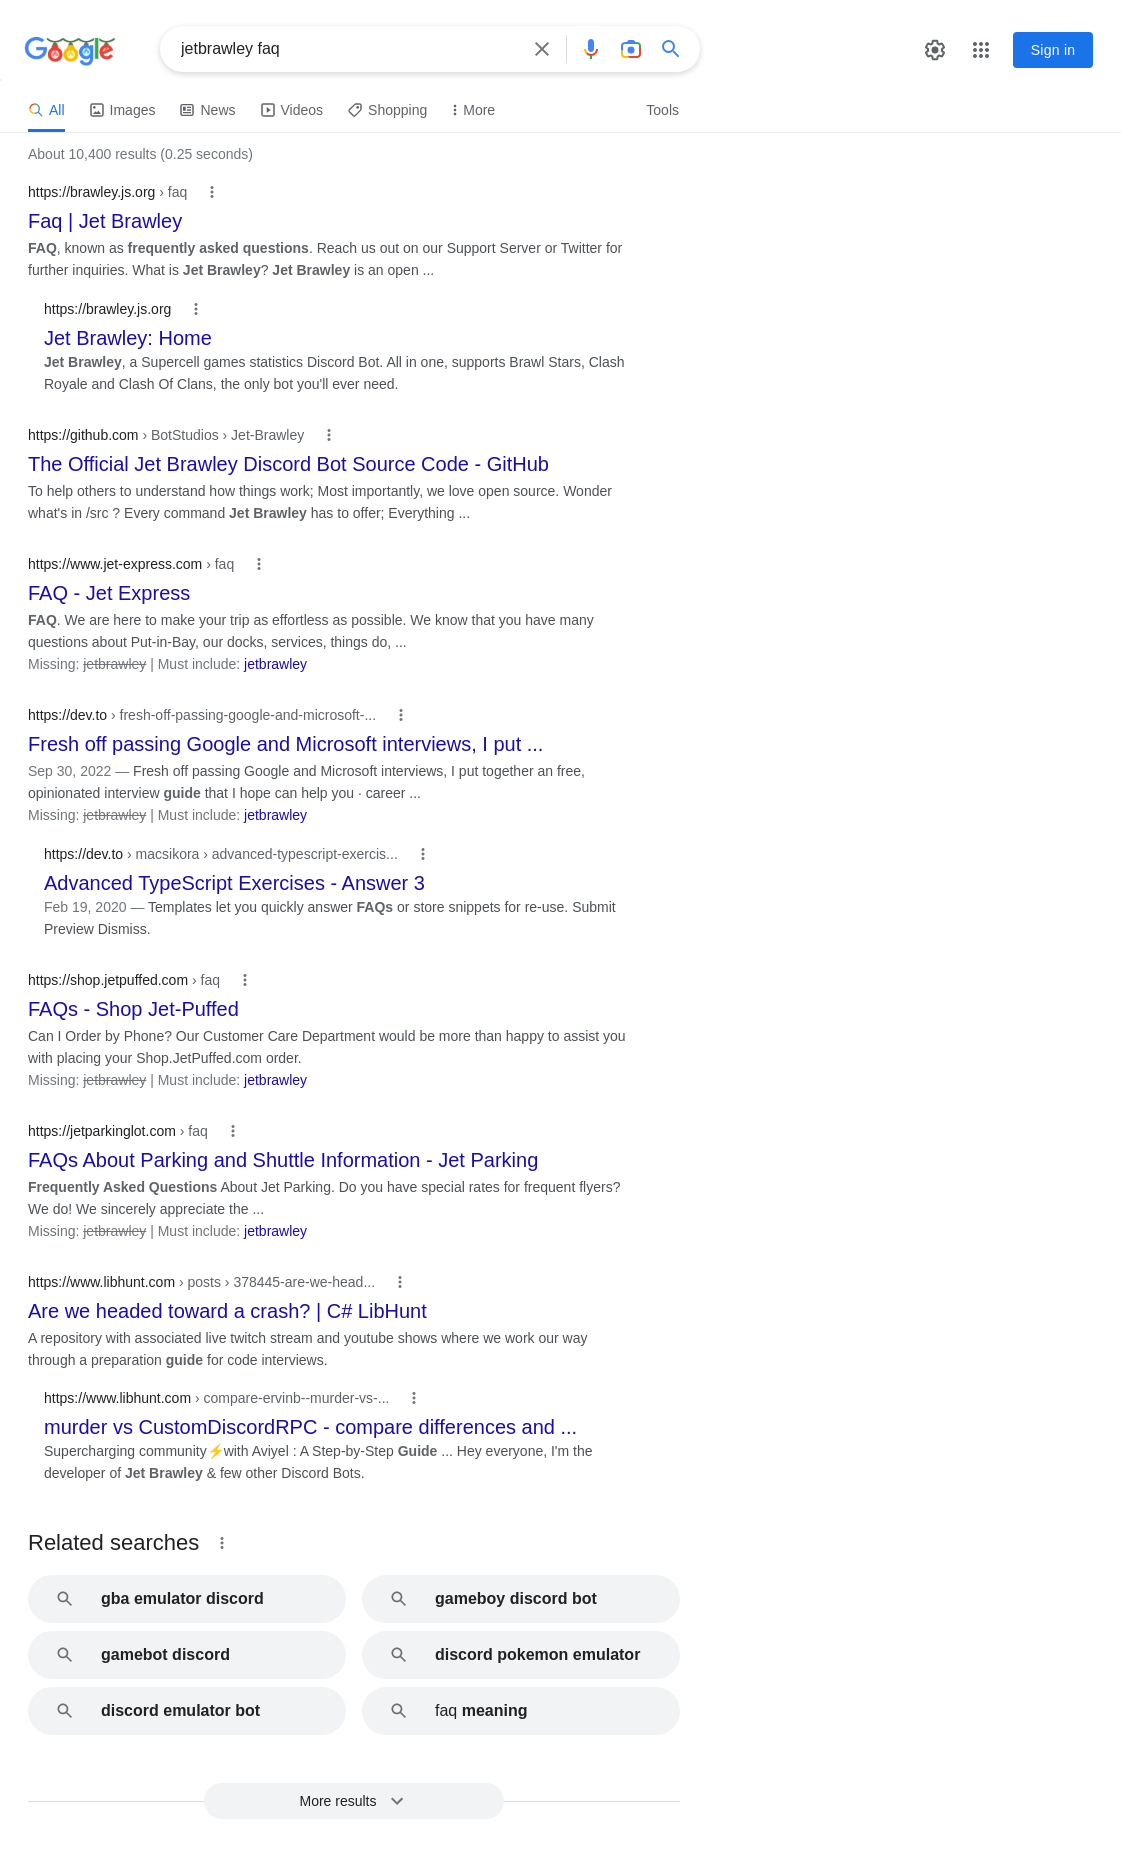 Google
jetbrawley faq
Sign in
All
Images
News
Videos
Shopping
More
Tools
About 10,400 results (0.25 seconds)
https://brawley.js.org › faq
Faq | Jet Brawley
FAQ, known as frequently asked questions. Reach us out on our Support Server or Twitter for
further inquiries. What is Jet Brawley? Jet Brawley is an open ...
https://brawley.js.org
Jet Brawley: Home
Jet Brawley, a Supercell games statistics Discord Bot. All in one, supports Brawl Stars, Clash
Royale and Clash Of Clans, the only bot you'll ever need.
https://github.com › BotStudios › Jet-Brawley
The Official Jet Brawley Discord Bot Source Code - GitHub
To help others to understand how things work; Most importantly, we love open source. Wonder
what's in /src ? Every command Jet Brawley has to offer; Everything ...
https://www.jet-express.com › faq
FAQ - Jet Express
FAQ. We are here to make your trip as effortless as possible. We know that you have many
questions about Put-in-Bay, our docks, services, things do, ...
Missing: jetbrawley | Must include: jetbrawley
https://dev.to › fresh-off-passing-google-and-microsoft-...
Fresh off passing Google and Microsoft interviews, I put ...
Sep 30, 2022 — Fresh off passing Google and Microsoft interviews, I put together an free,
opinionated interview guide that I hope can help you · career ...
Missing: jetbrawley | Must include: jetbrawley
https://dev.to › macsikora › advanced-typescript-exercis...
Advanced TypeScript Exercises - Answer 3
Feb 19, 2020 — Templates let you quickly answer FAQs or store snippets for re-use. Submit
Preview Dismiss.
https://shop.jetpuffed.com › faq
FAQs - Shop Jet-Puffed
Can I Order by Phone? Our Customer Care Department would be more than happy to assist you
with placing your Shop.JetPuffed.com order.
Missing: jetbrawley | Must include: jetbrawley
https://jetparkinglot.com › faq
FAQs About Parking and Shuttle Information - Jet Parking
Frequently Asked Questions About Jet Parking. Do you have special rates for frequent flyers?
We do! We sincerely appreciate the ...
Missing: jetbrawley | Must include: jetbrawley
https://www.libhunt.com › posts › 378445-are-we-head...
Are we headed toward a crash? | C# LibHunt
A repository with associated live twitch stream and youtube shows where we work our way
through a preparation guide for code interviews.
https://www.libhunt.com › compare-ervinb--murder-vs-...
murder vs CustomDiscordRPC - compare differences and ...
Supercharging community⚡with Aviyel : A Step-by-Step Guide ... Hey everyone, I'm the
developer of Jet Brawley & few other Discord Bots.
Related searches
gba emulator discord
gameboy discord bot
gamebot discord
discord pokemon emulator
discord emulator bot
faq meaning
More results